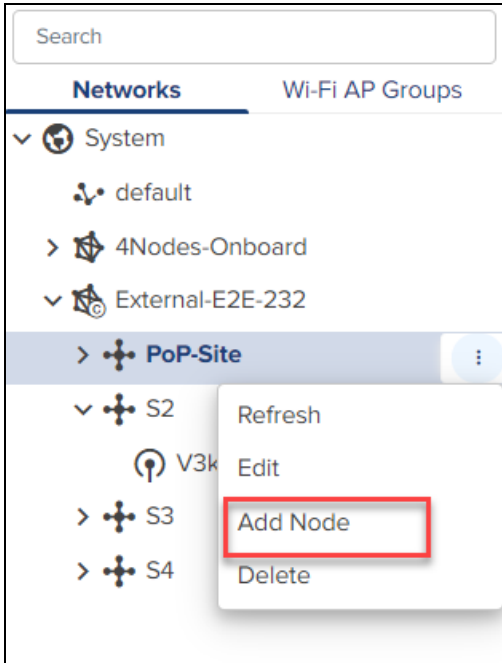 Search
Networks Wi-Fi AP Groups
System
default
4Nodes-Onboard
External-E2E-232
PoP-Site
S2
Refresh
V3k
Edit
S3
Add Node
S4
Delete